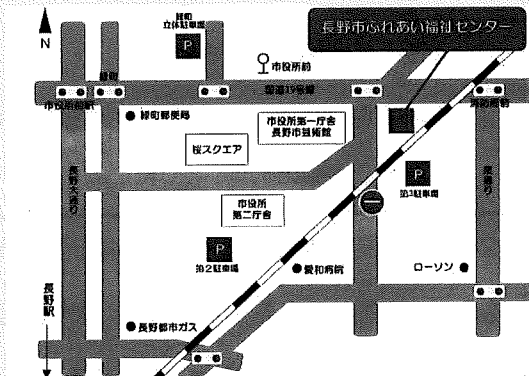 N
緑町
立体駐車場
P
長野市ふれあい福祉センター
市役所前
国道19号線
市役所前駅
緑町
緑町郵便局
市役所第一庁舎
長野市芸術館
桜スクエア
長野大通り
P
第3駐車場
市役所
第二庁舎
P
第2駐車場
愛和病院
ローソン
長野駅
長野都市ガス